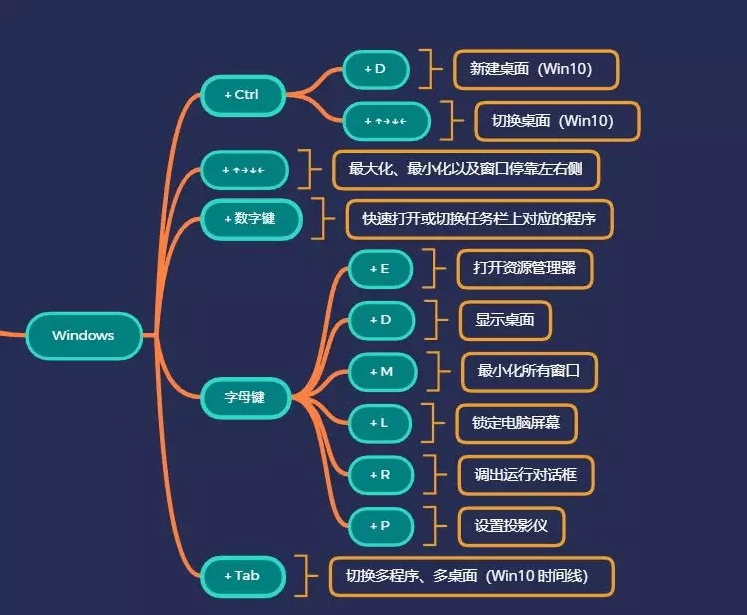 + D
新建桌面（Win10）
+ Ctrl
+ ↑→↓←
切换桌面（Win10）
+ ↑→↓←
最大化、最小化以及窗口停靠左右侧
+ 数字键
快速打开或切换任务栏上对应的程序
Windows
字母键
+ E
打开资源管理器
+ D
显示桌面
+ M
最小化所有窗口
+ L
锁定电脑屏幕
+ R
调出运行对话框
+ P
设置投影仪
+ Tab
切换多程序、多桌面（Win10 时间线）